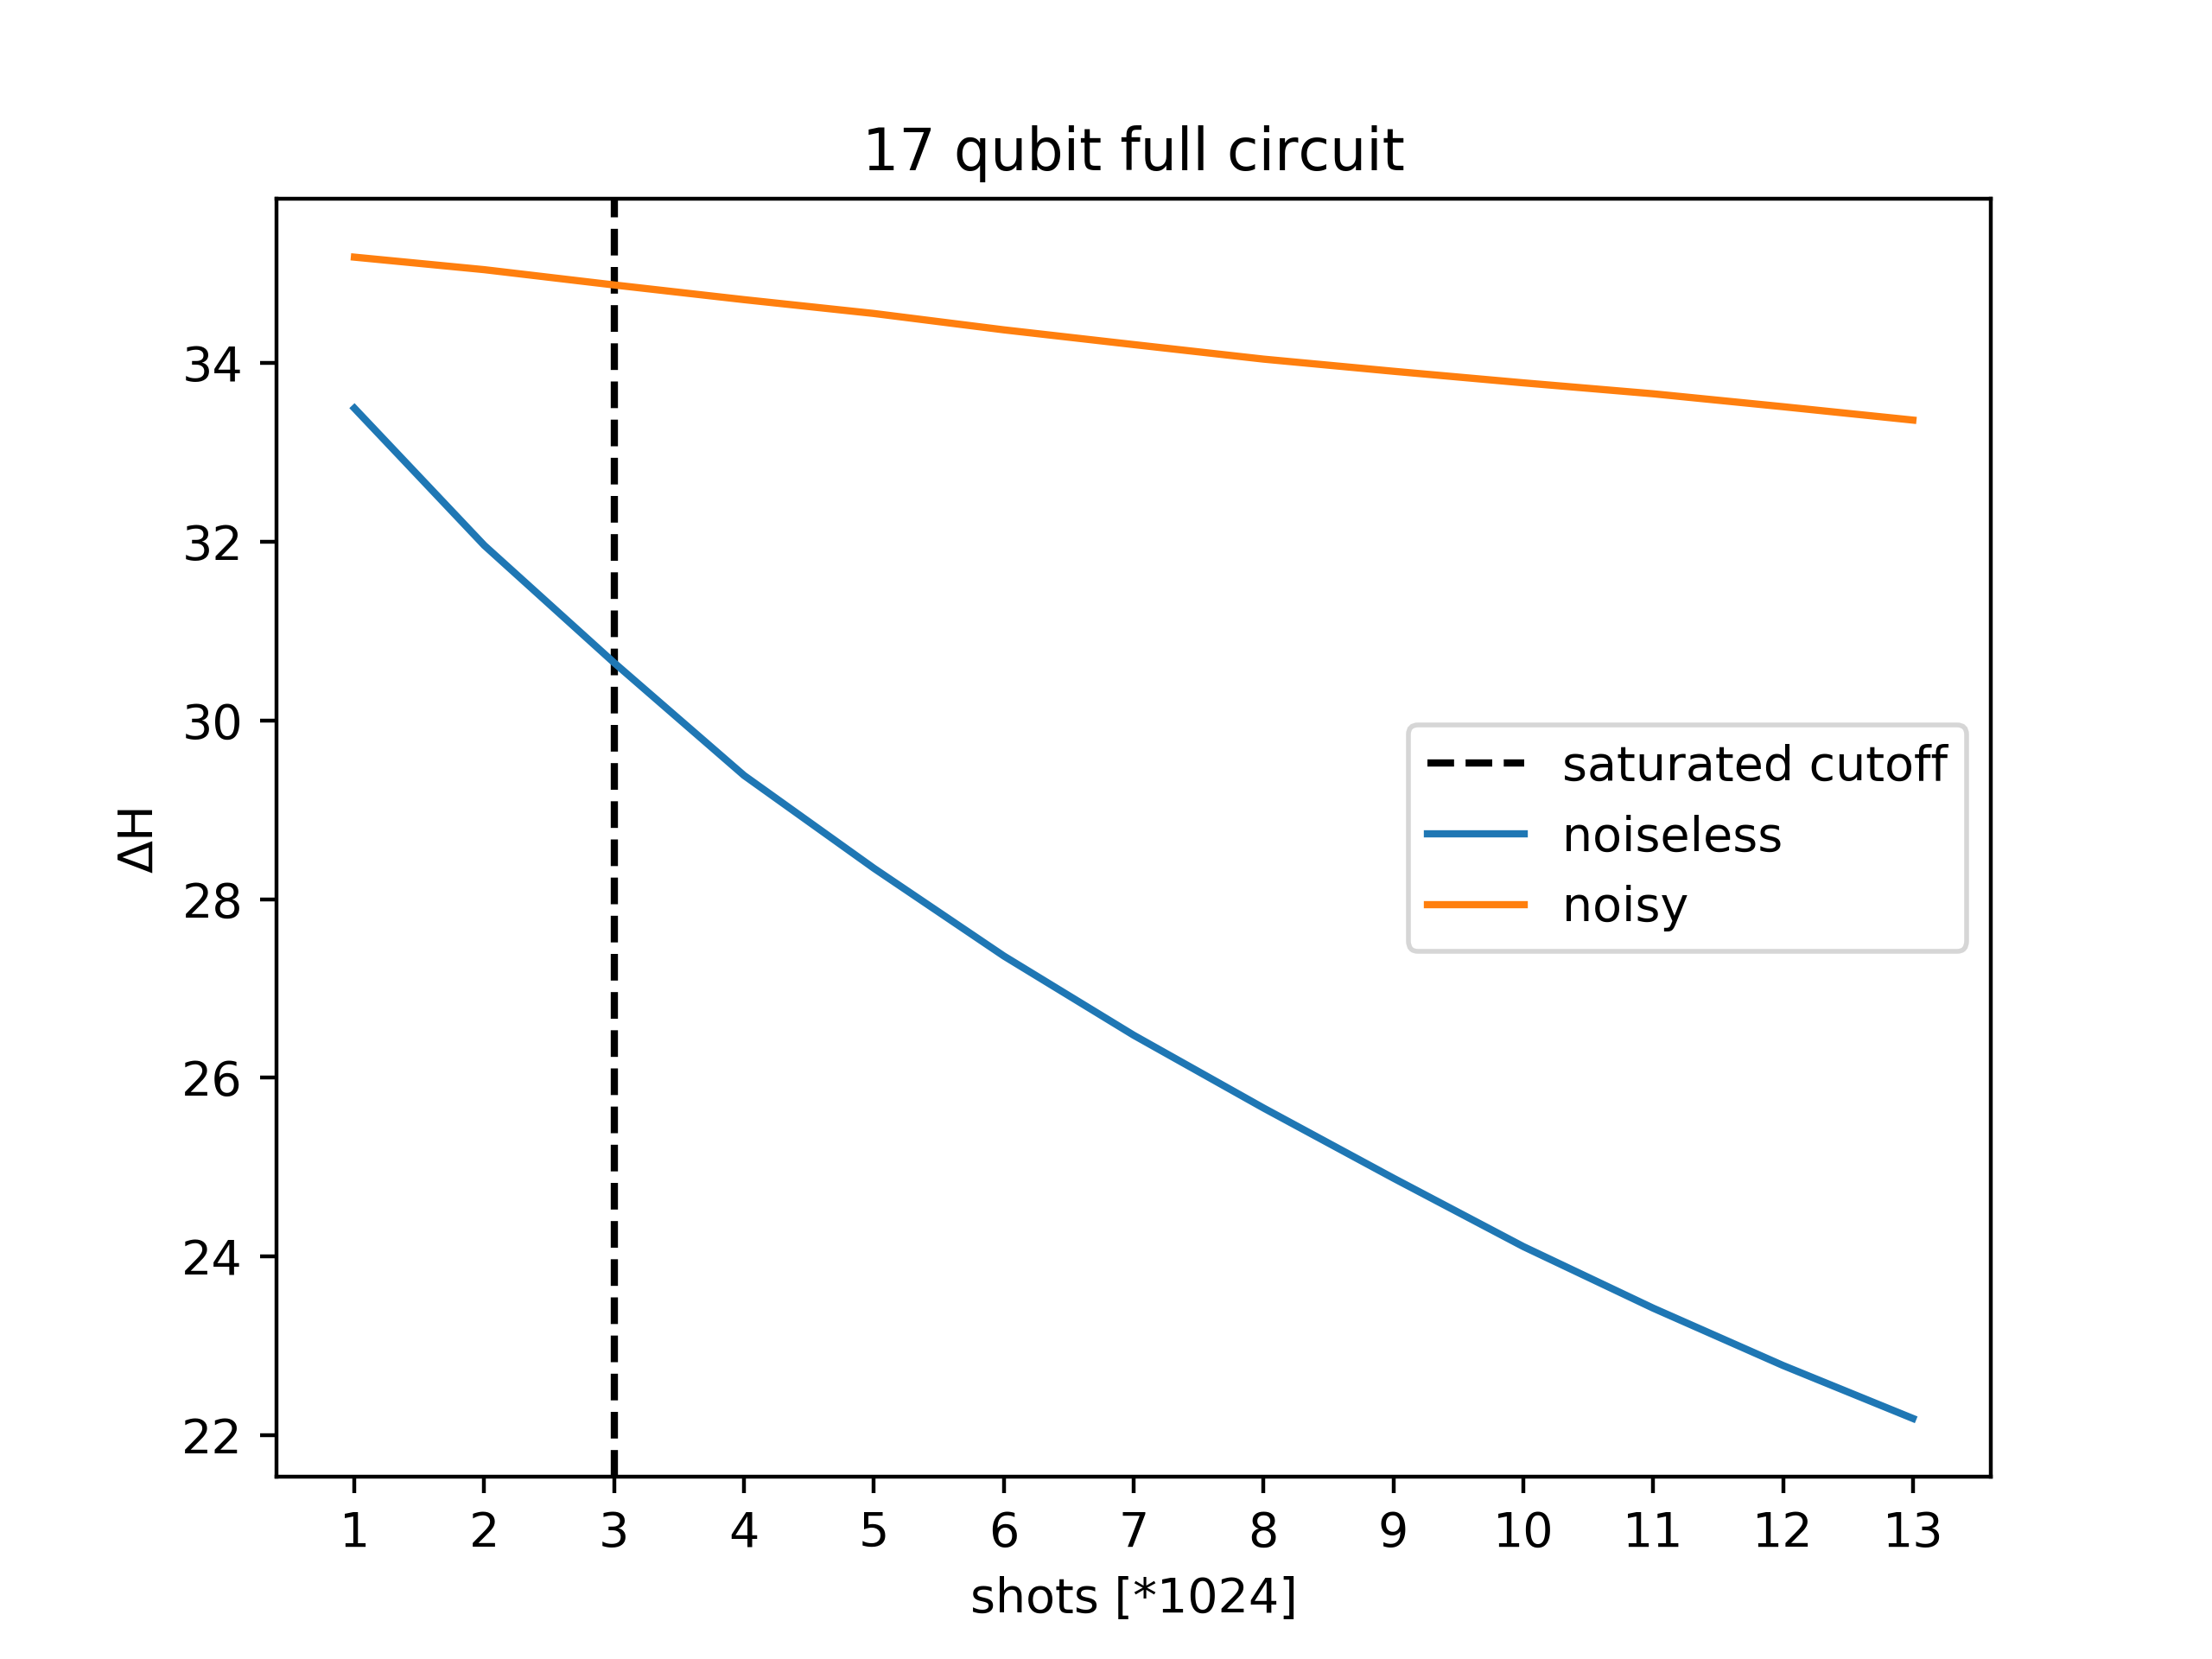 17 qubit full circuit
ΔH
34
32
30
28
26
24
22
saturated cutoff
noiseless
noisy
1 2 3 4 5 6 7 8 9 10 11 12 13
shots [*1024]